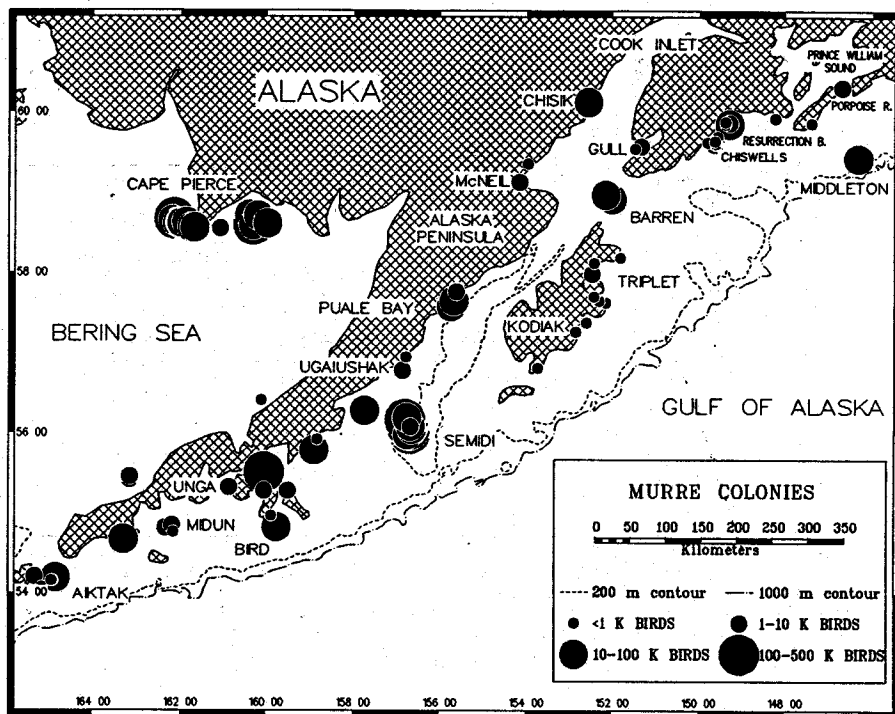 COOK INLET
PRINCE WILLIAM
SOUND
ALASKA
60 00
CHISIK
PORPOISE R.
RESURRECTION B.
GULL
CHISWELLS
McNEIL
CAPE PIERCE
MIDDLETON
BARREN
ALASKA
PENINSULA
58 00
TRIPLET
PUALE BAY
KODIAK
BERING SEA
UGAIUSHAK
GULF OF ALASKA
56 00
SEMIDI
UNGA
MIDUN
BIRD
54 00
AIKTAK
MURRE COLONIES
0 50 100 150 200 250 300 350
Kilometers
200 m contour
1000 m contour
<1 K BIRDS
1-10 K BIRDS
10-100 K BIRDS
100-500 K BIRDS
164 00 162 00 160 00 158 00 156 00 154 00 152 00 150 00 148 00